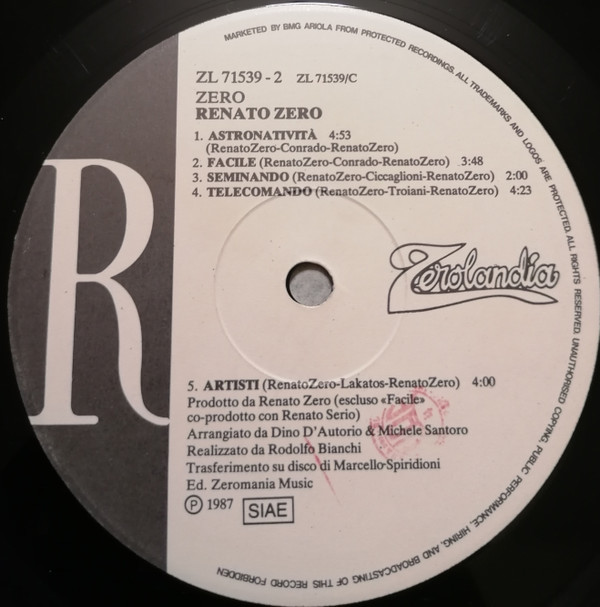 MARKETED BY BMG ARIOLA FROM PROTECTED RECORDINGS. ALL TRADEMARKS AND LOGOS ARE PROTECTED. ALL RIGHTS RESERVED. UNAUTHORISED COPYING, PUBLIC PERFORMANCE, HIRING, AND BROADCASTING OF THIS RECORD FORBIDDEN
ZL 71539 - 2 ZL 71539/C
ZERO
RENATO ZERO
1. ASTRONATIVITÀ 4:53
(RenatoZero-Conrado-RenatoZero)
2. FACILE (RenatoZero-Conrado-RenatoZero) 3:48
3. SEMINANDO (RenatoZero-Ciccaglioni-RenatoZero) 2:00
4. TELECOMANDO (RenatoZero-Troiani-RenatoZero) 4:23
R
Zerolandia
5. ARTISTI (RenatoZero-Lakatos-RenatoZero) 4:00
Prodotto da Renato Zero (escluso «Facile»
co-prodotto con Renato Serio)
Arrangiato da Dino D'Autorio & Michele Santoro
Realizzato da Rodolfo Bianchi
Trasferimento su disco di Marcello Spiridioni
Ed. Zeromania Music
Ⓟ 1987 SIAE